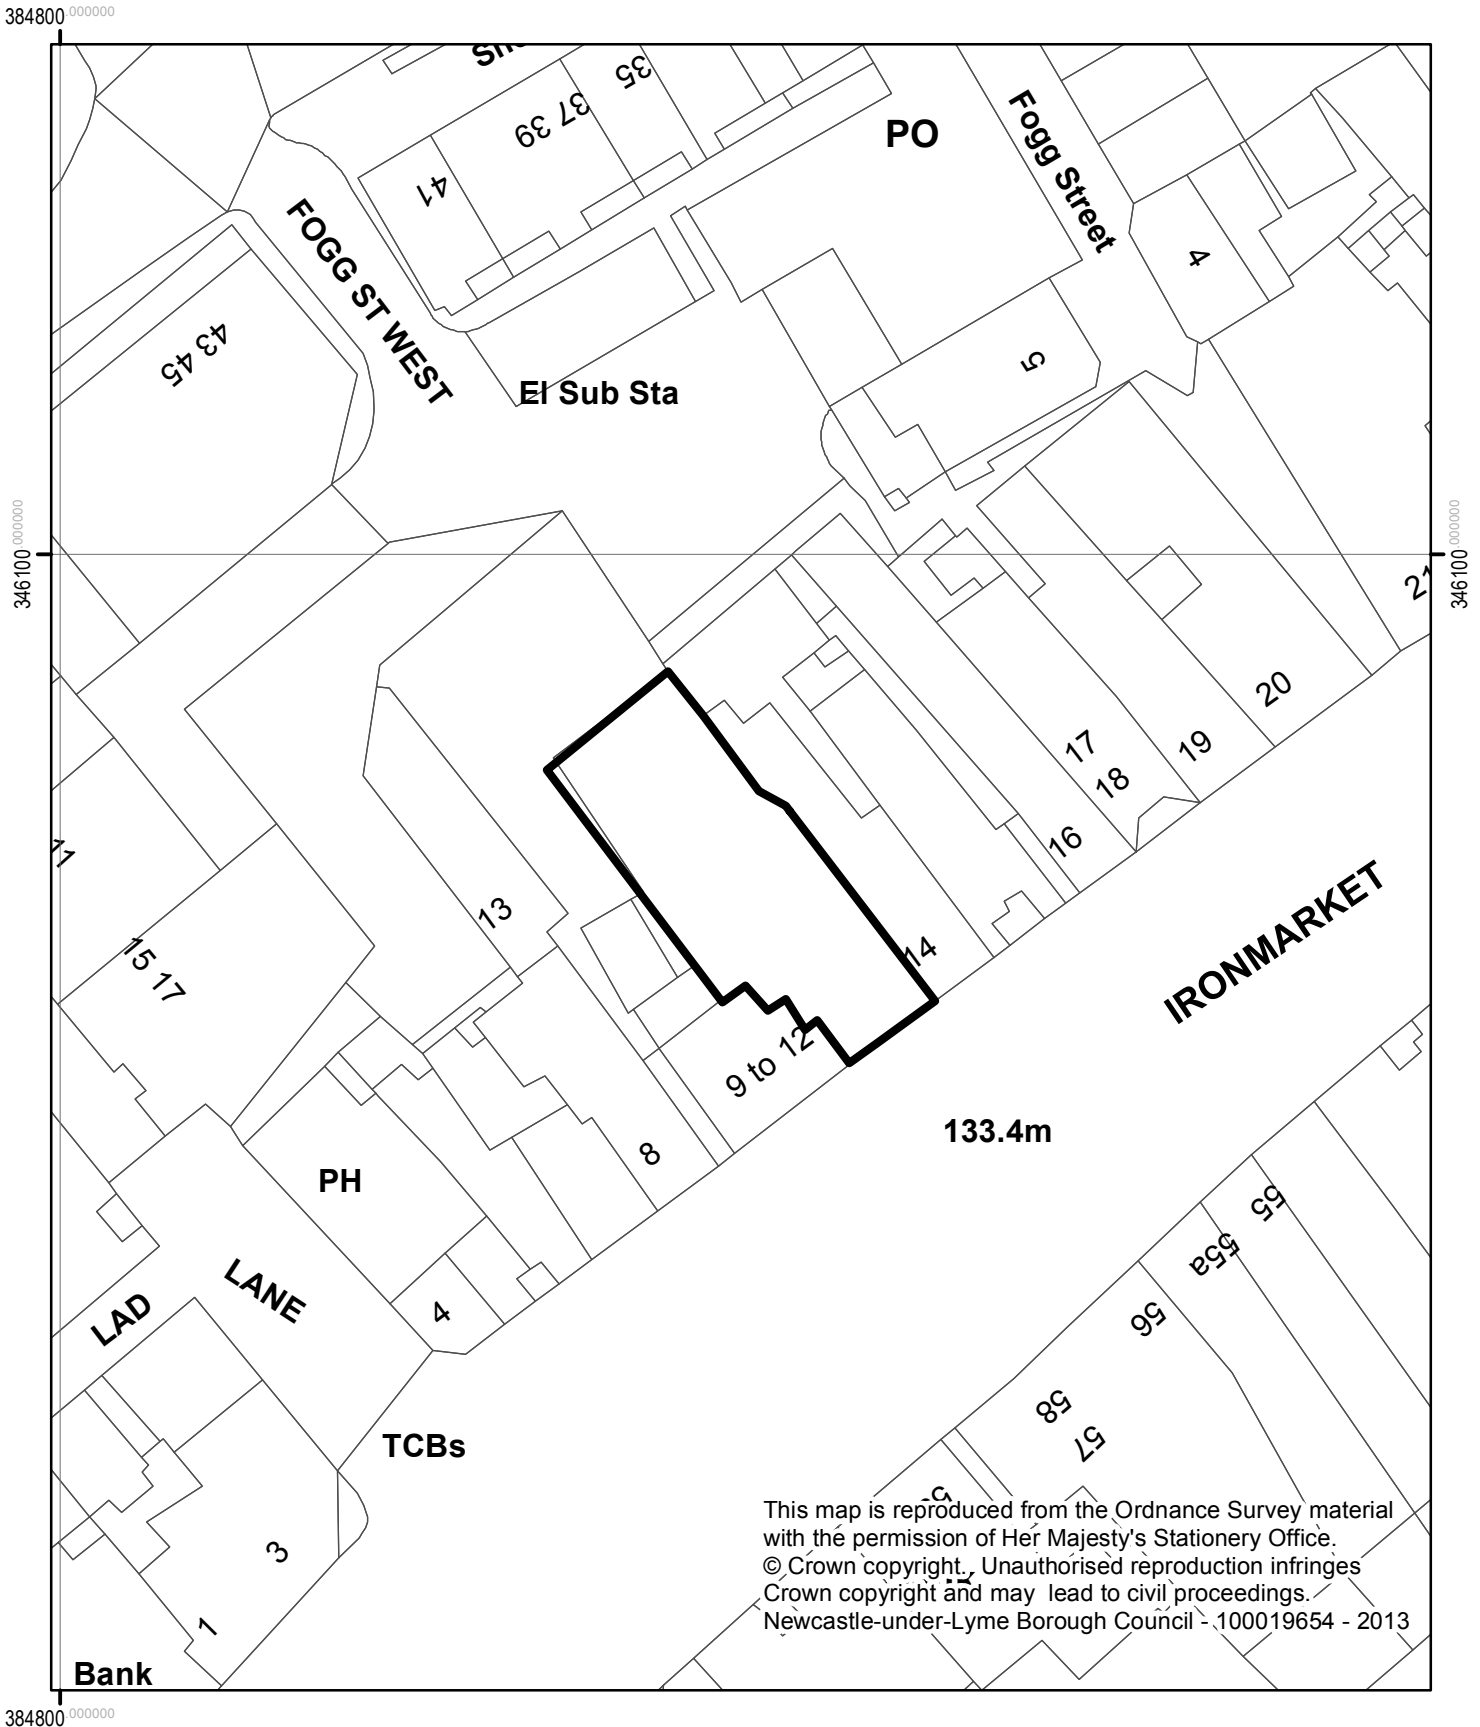 384800.000000
35
37 39
41
PO
Fogg Street
FOGG ST WEST
4
43 45
5
El Sub Sta
346100.000000
346100.000000
21
20
19
17
18
16
13
14
15 17
IRONMARKET
9 to 12
133.4m
8
PH
55
55a
56
LAD
LANE
4
58
57
TCBs
3
1
Bank
This map is reproduced from the Ordnance Survey material
with the permission of Her Majesty's Stationery Office.
© Crown copyright. Unauthorised reproduction infringes
Crown copyright and may lead to civil proceedings.
Newcastle-under-Lyme Borough Council - 100019654 - 2013
384800.000000